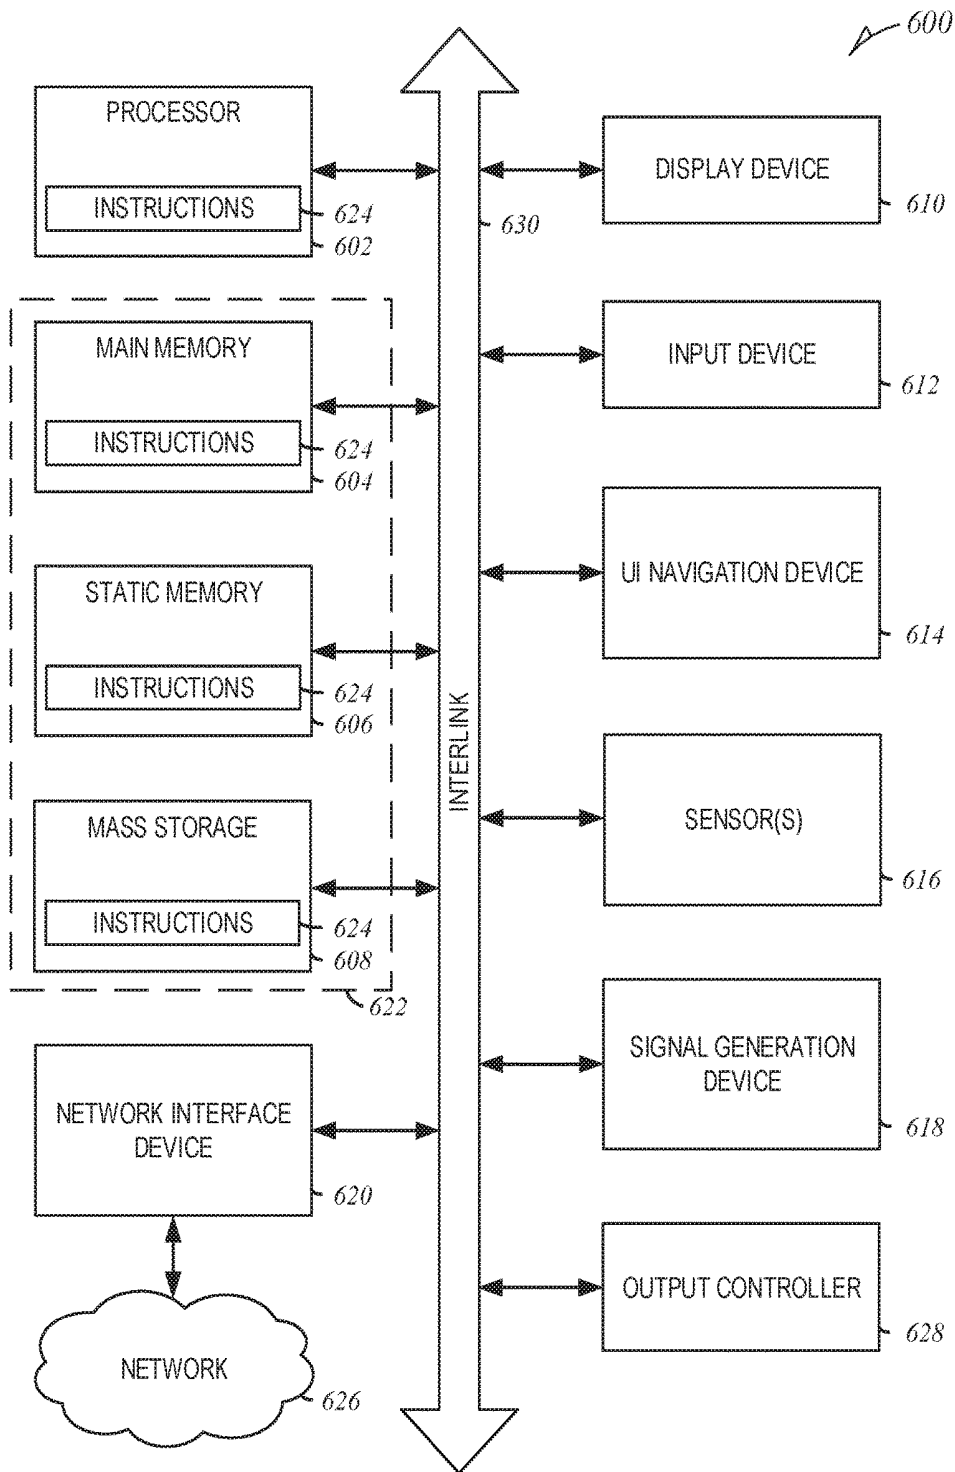 600
PROCESSOR
INSTRUCTIONS
624
602
MAIN MEMORY
INSTRUCTIONS
624
604
STATIC MEMORY
INSTRUCTIONS
624
606
MASS STORAGE
INSTRUCTIONS
624
608
622
NETWORK INTERFACE
DEVICE
620
NETWORK
626
INTERLINK
630
DISPLAY DEVICE
610
INPUT DEVICE
612
UI NAVIGATION DEVICE
614
SENSOR(S)
616
SIGNAL GENERATION
DEVICE
618
OUTPUT CONTROLLER
628